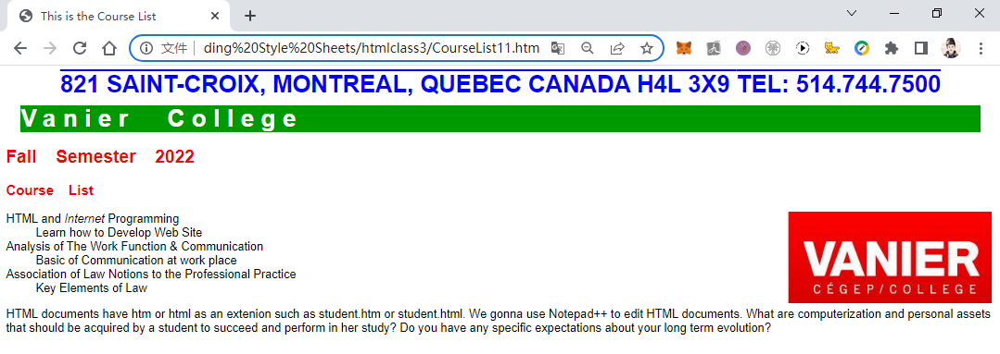 This is the Course List
文件
ding%20Style%20Sheets/htmlclass3/CourseList11.htm
821 SAINT-CROIX, MONTREAL, QUEBEC CANADA H4L 3X9 TEL: 514.744.7500
Vanier College
Fall Semester 2022
Course List
HTML and Internet Programming
Learn how to Develop Web Site
Analysis of The Work Function & Communication
Basic of Communication at work place
Association of Law Notions to the Professional Practice
Key Elements of Law
VANIER
CÉGEP/COLLEGE
HTML documents have htm or html as an extenion such as student.htm or student.html. We gonna use Notepad++ to edit HTML documents. What are computerization and personal assets
that should be acquired by a student to succeed and perform in her study? Do you have any specific expectations about your long term evolution?